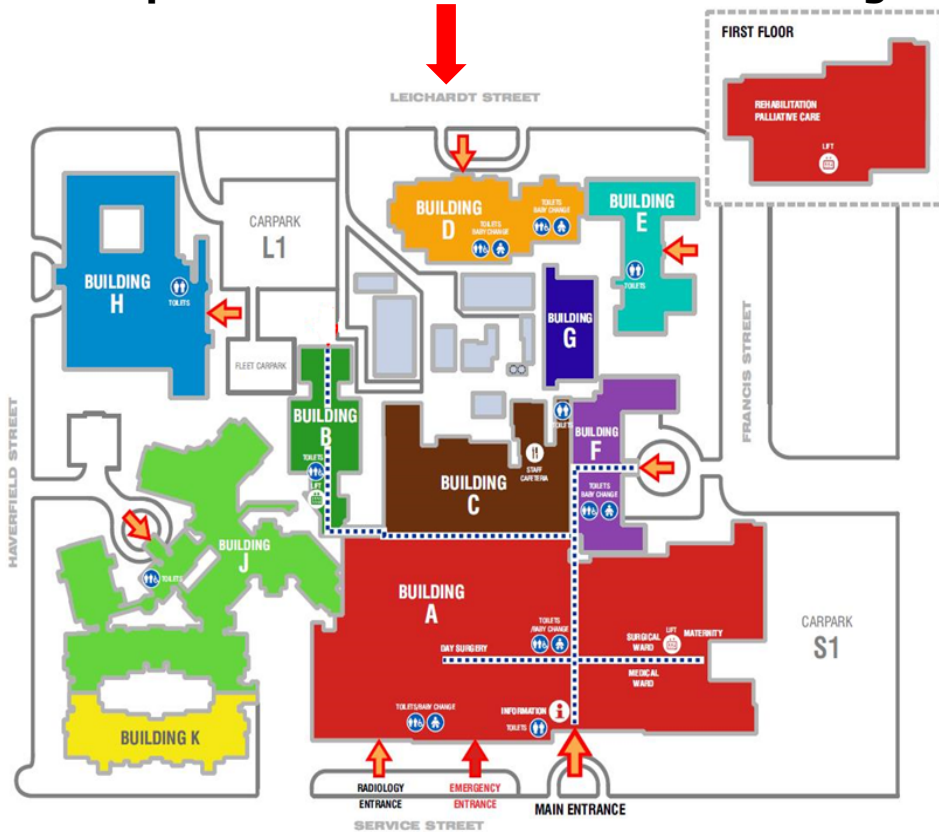 LEICHARDT STREET
FIRST FLOOR
REHABILITATION
PALLIATIVE CARE
LIFT
CARPARK
L1
BUILDING
D
TOILETS
BABY CHANGE
TOILETS
BABY CHANGE
BUILDING
E
TOILETS
BUILDING
H
TOILETS
BUILDING
G
FLEET CARPARK
FRANCIS STREET
HAVERFIELD STREET
BUILDING
B
TOILETS
LIFT
TOILETS
STAFF
CAFETERIA
BUILDING
C
BUILDING
F
TOILETS
BABY CHANGE
BUILDING
J
TOILETS
BUILDING
A
TOILETS
/BABY CHANGE
DAY SURGERY
SURGICAL
WARD
LIFT
MATERNITY
MEDICAL
WARD
CARPARK
S1
TOILETS/BABY CHANGE
INFORMATION
i
TOILETS
BUILDING K
RADIOLOGY
ENTRANCE
EMERGENCY
ENTRANCE
MAIN ENTRANCE
SERVICE STREET